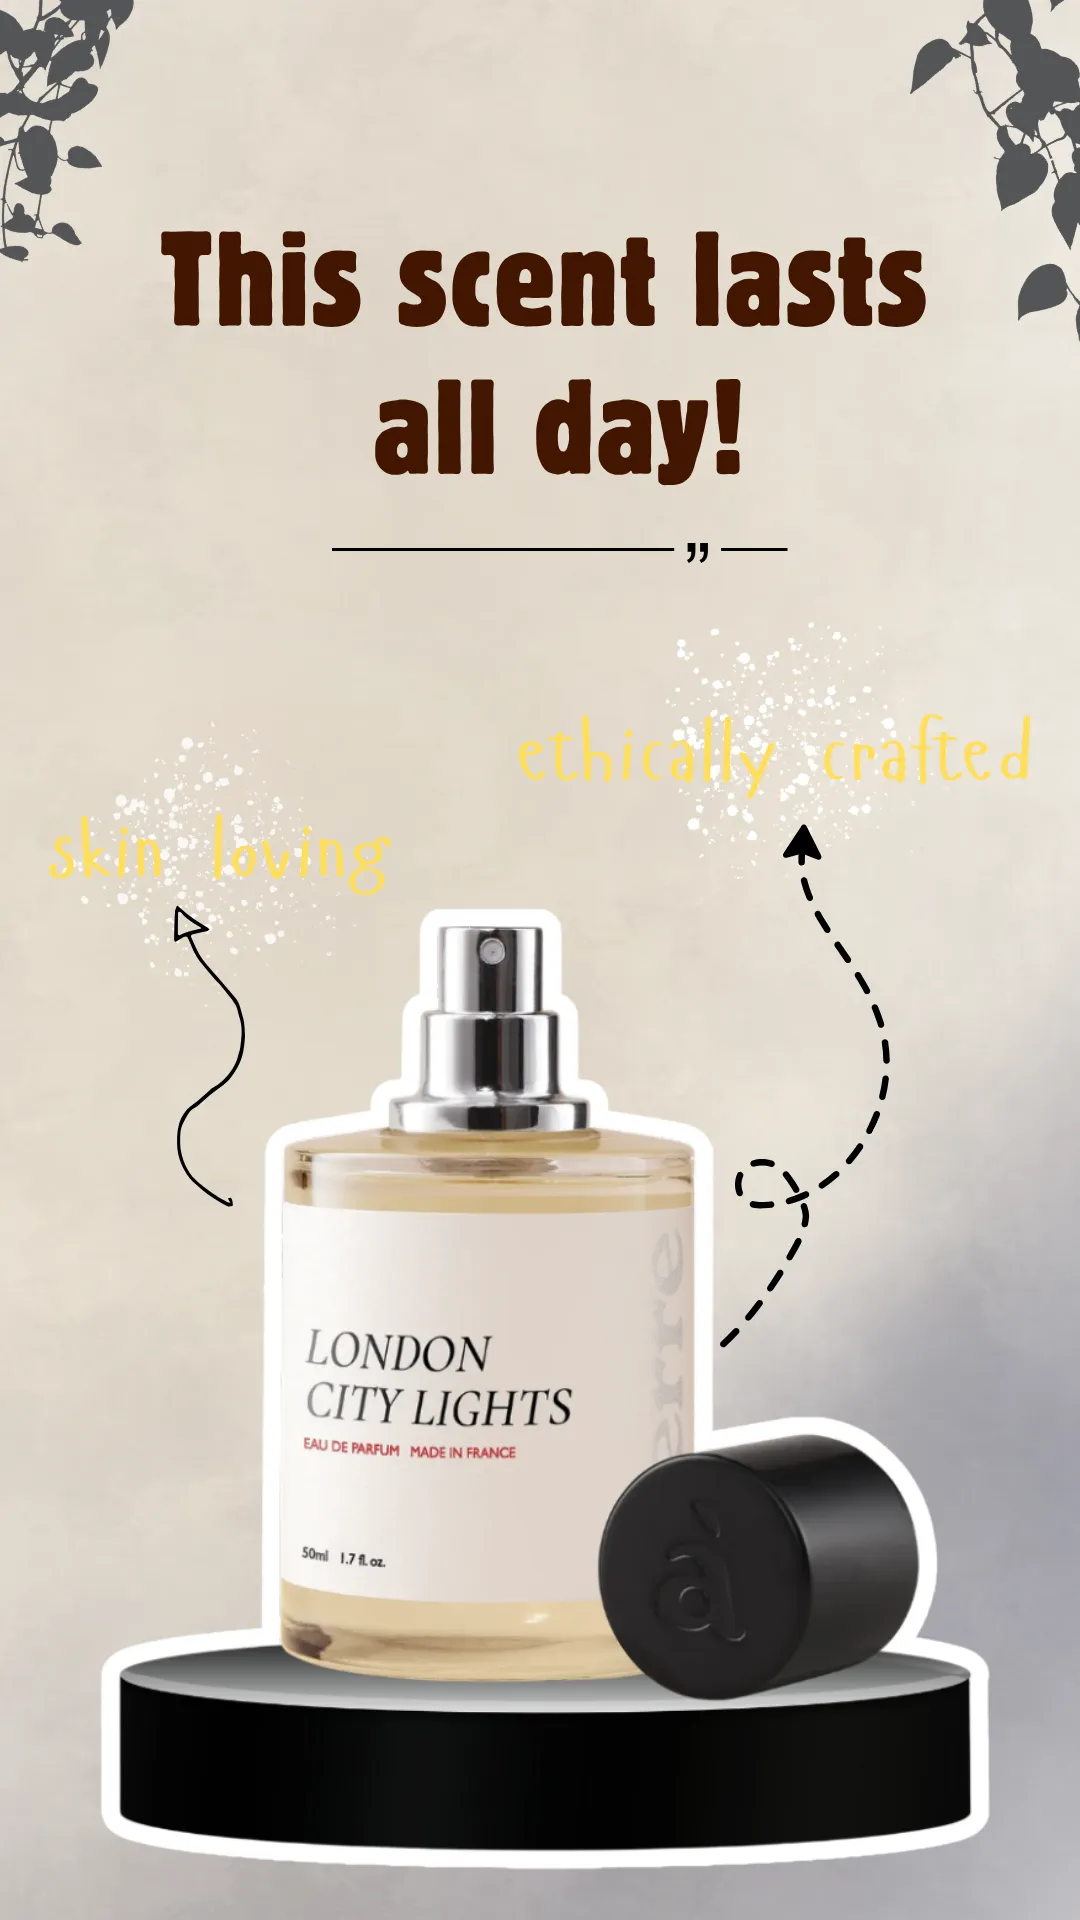 This scent lasts
all day!
”
ethically crafted
skin loving
LONDON
CITY LIGHTS
EAU DE PARFUM MADE IN FRANCE
50ml 1.7 fl. oz.